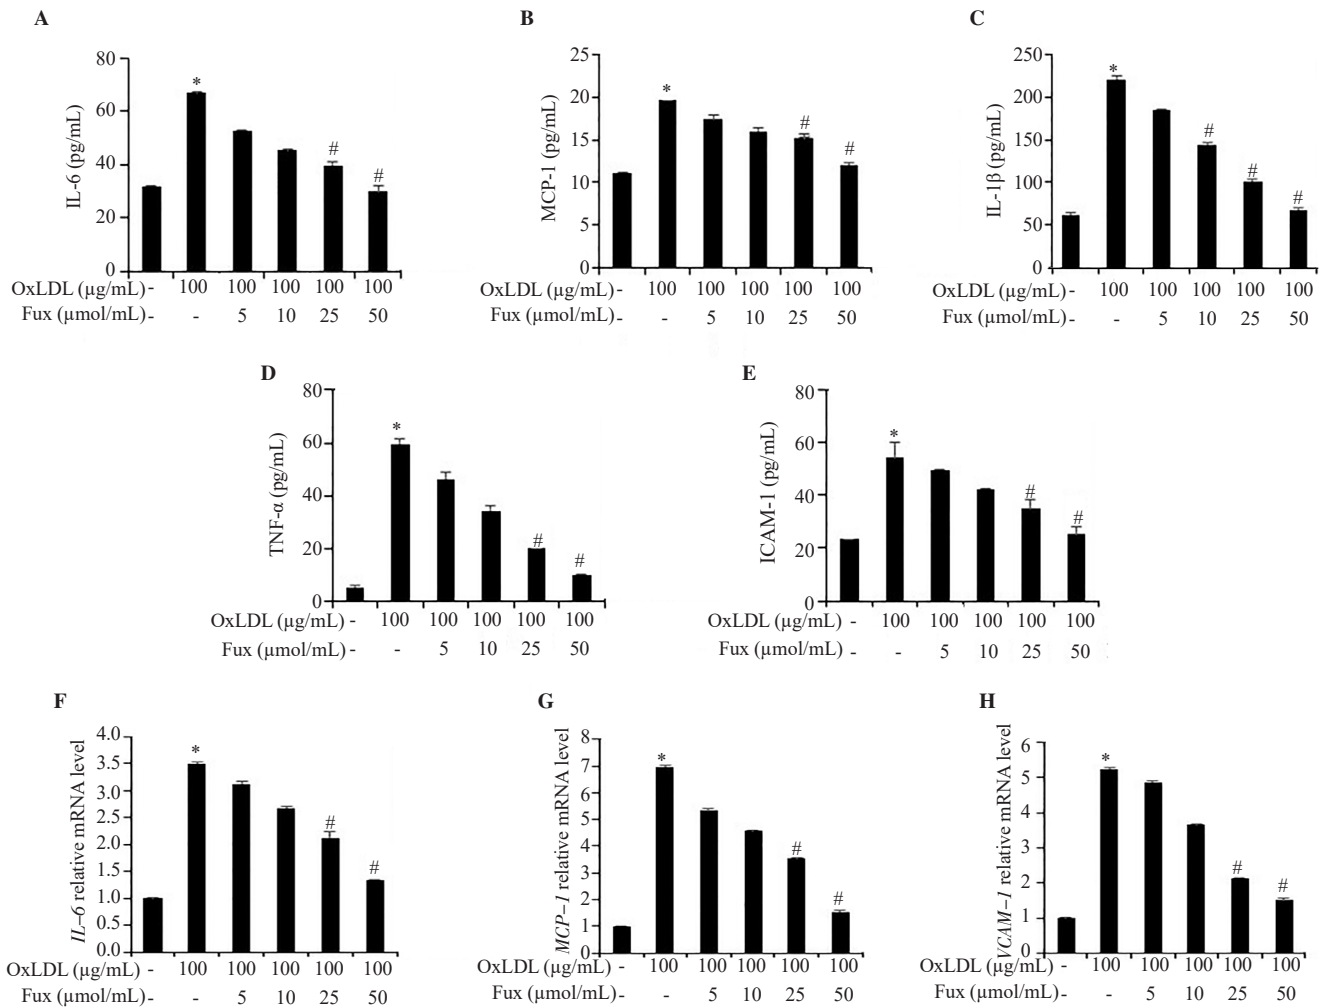 A
IL-6 (pg/mL)
80
60
40
20
0
*
#
#
OxLDL (µg/mL) - 100 100 100 100 100
Fux (µmol/mL) - - 5 10 25 50
B
MCP-1 (pg/mL)
25
20
15
10
5
0
*
#
#
OxLDL (µg/mL) - 100 100 100 100 100
Fux (µmol/mL) - - 5 10 25 50
C
IL-1β (pg/mL)
250
200
150
100
50
0
*
#
#
#
OxLDL (µg/mL) - 100 100 100 100 100
Fux (µmol/mL) - - 5 10 25 50
D
TNF-α (pg/mL)
80
60
40
20
0
*
#
#
OxLDL (µg/mL) - 100 100 100 100 100
Fux (µmol/mL) - - 5 10 25 50
E
ICAM-1 (pg/mL)
80
60
40
20
0
*
#
#
OxLDL (µg/mL) - 100 100 100 100 100
Fux (µmol/mL) - - 5 10 25 50
F
IL–6 relative mRNA level
4.0
3.5
3.0
2.5
2.0
1.5
1.0
0.5
0.0
*
#
#
OxLDL (µg/mL) - 100 100 100 100 100
Fux (µmol/mL) - - 5 10 25 50
G
MCP–1 relative mRNA level
8
7
6
5
4
3
2
1
0
*
#
#
OxLDL (µg/mL) - 100 100 100 100 100
Fux (µmol/mL) - - 5 10 25 50
H
VCAM–1 relative mRNA level
6
5
4
3
2
1
0
*
#
#
OxLDL (µg/mL) - 100 100 100 100 100
Fux (µmol/mL) - - 5 10 25 50